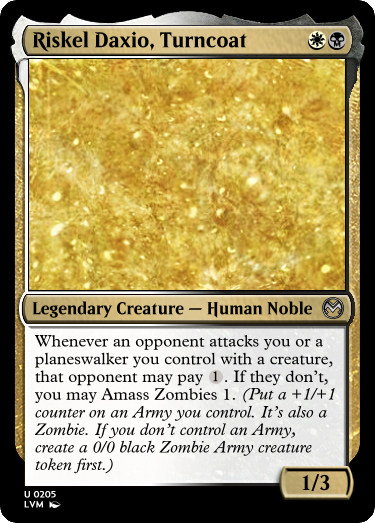 Riskel Daxio, Turncoat
Legendary Creature — Human Noble
Whenever an opponent attacks you or a
planeswalker you control with a creature,
that opponent may pay 1. If they don't,
you may Amass Zombies 1. (Put a +1/+1
counter on an Army you control. It's also a
Zombie. If you don't control an Army,
create a 0/0 black Zombie Army creature
token first.)
1/3
U 0205
LVM